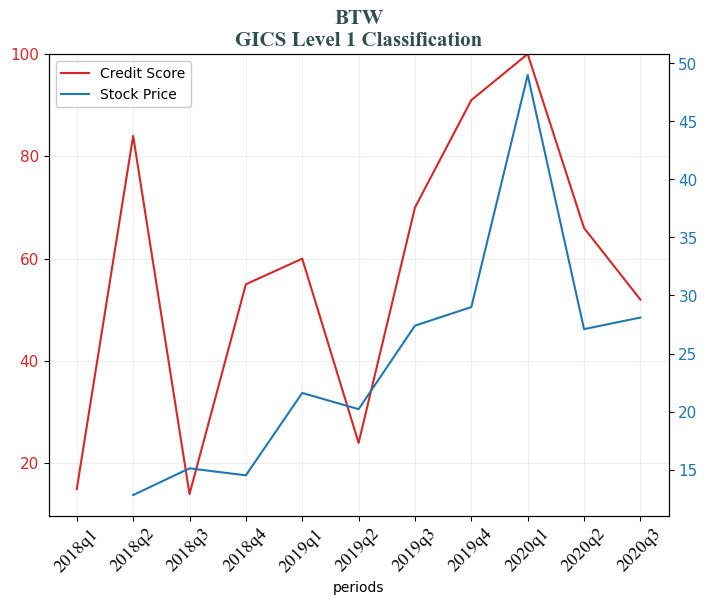 BTW
GICS Level 1 Classification
Credit Score
Stock Price
100
80
60
40
20
50
45
40
35
30
25
20
15
2018q1
2018q2
2018q3
2018q4
2019q1
2019q2
2019q3
2019q4
2020q1
2020q2
2020q3
periods